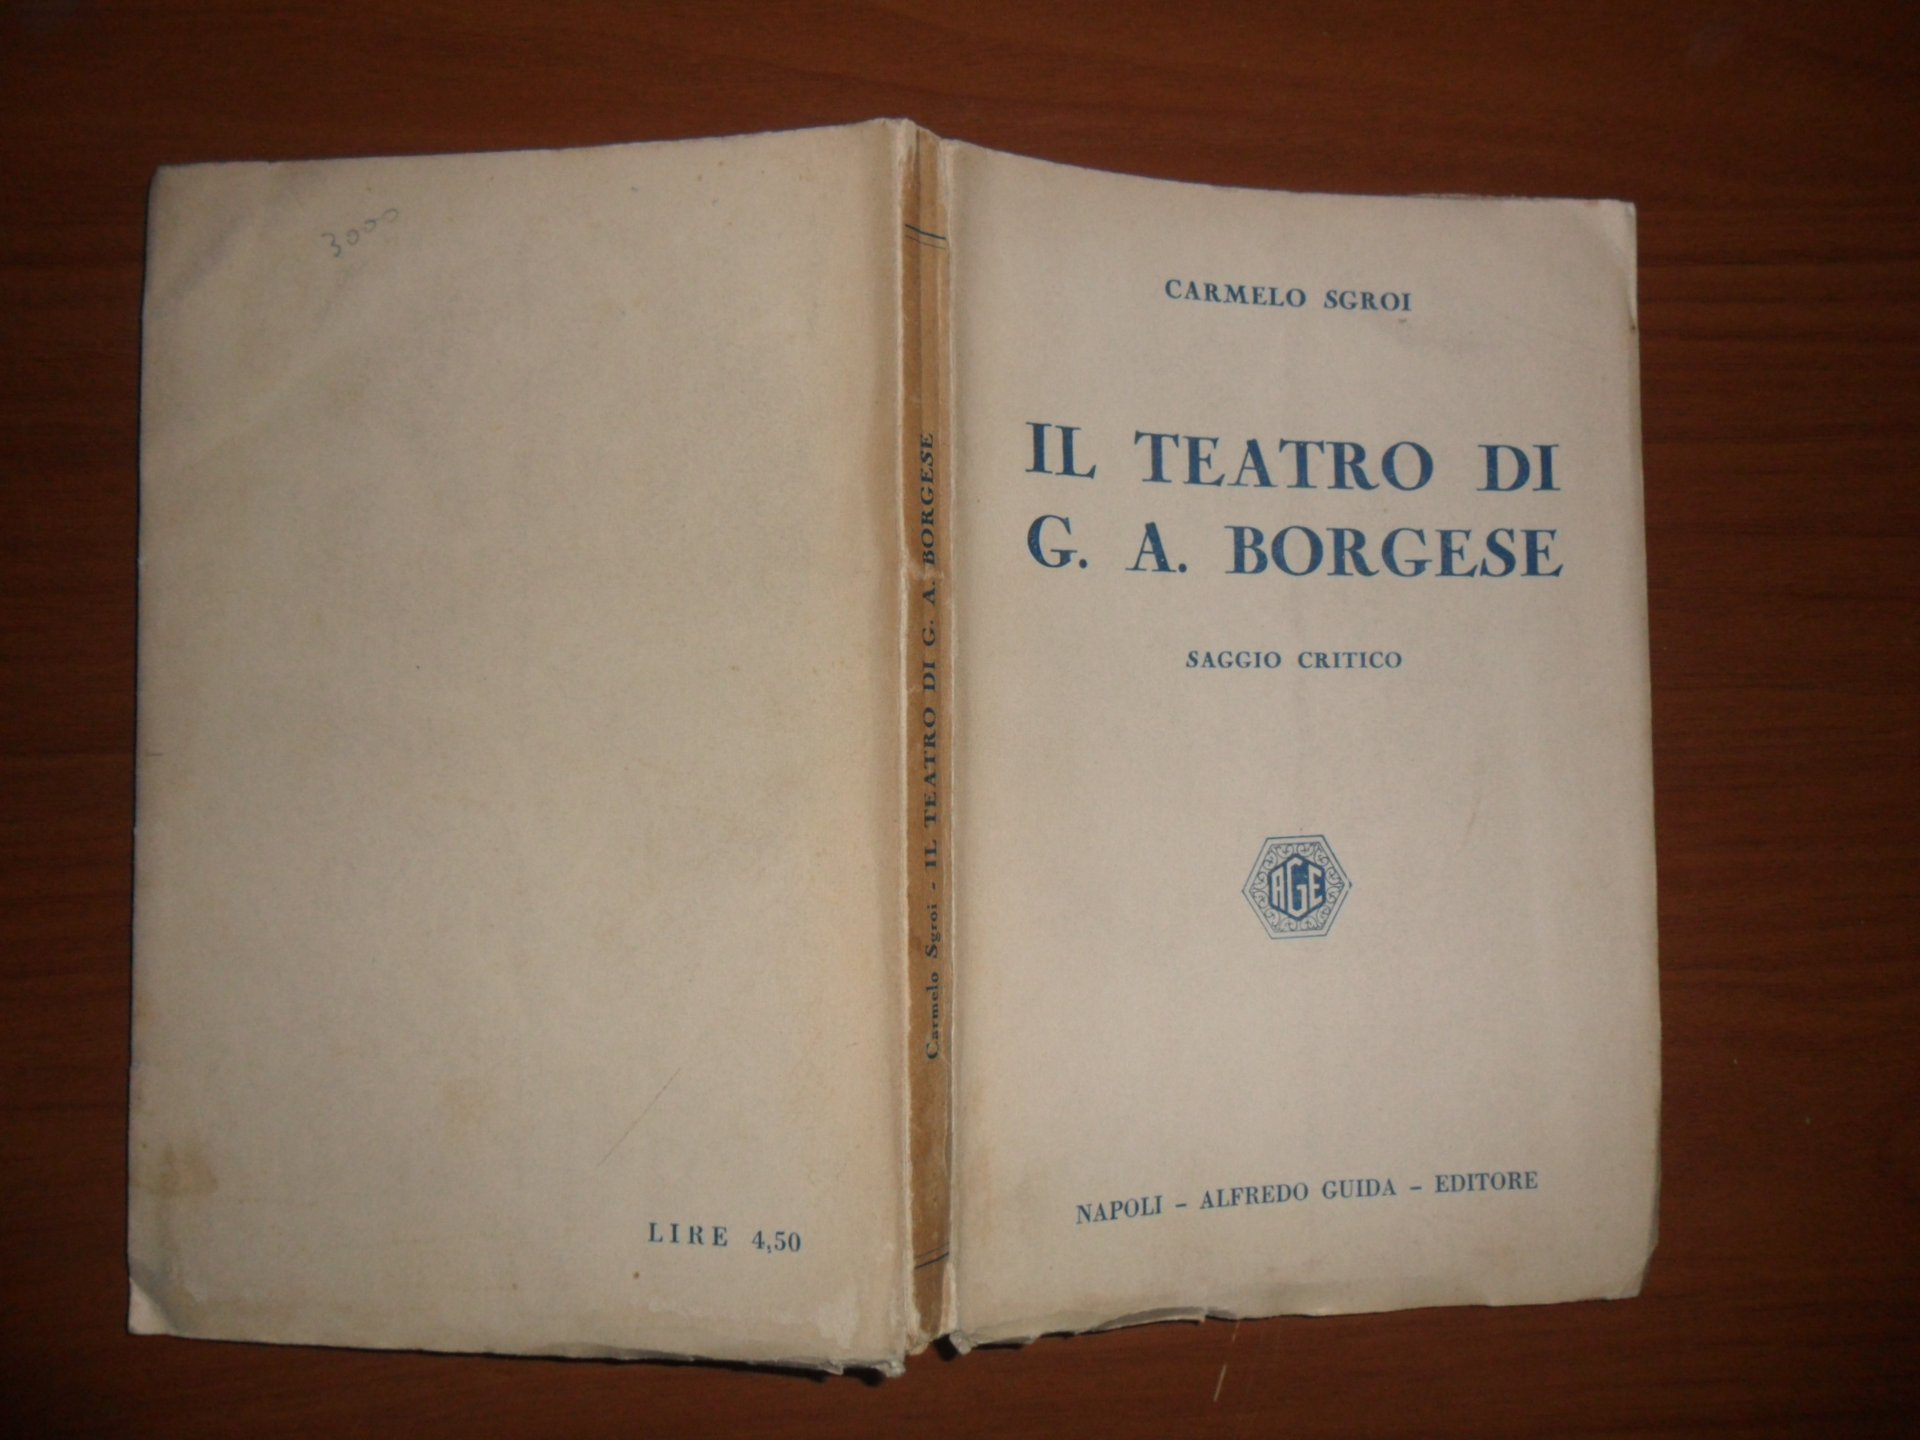 3000
LIRE 4,50
Carmelo Sgroi - IL TEATRO DI G. A. BORGESE
CARMELO SGROI
IL TEATRO DI
G. A. BORGESE
SAGGIO CRITICO
AGE
NAPOLI - ALFREDO GUIDA - EDITORE